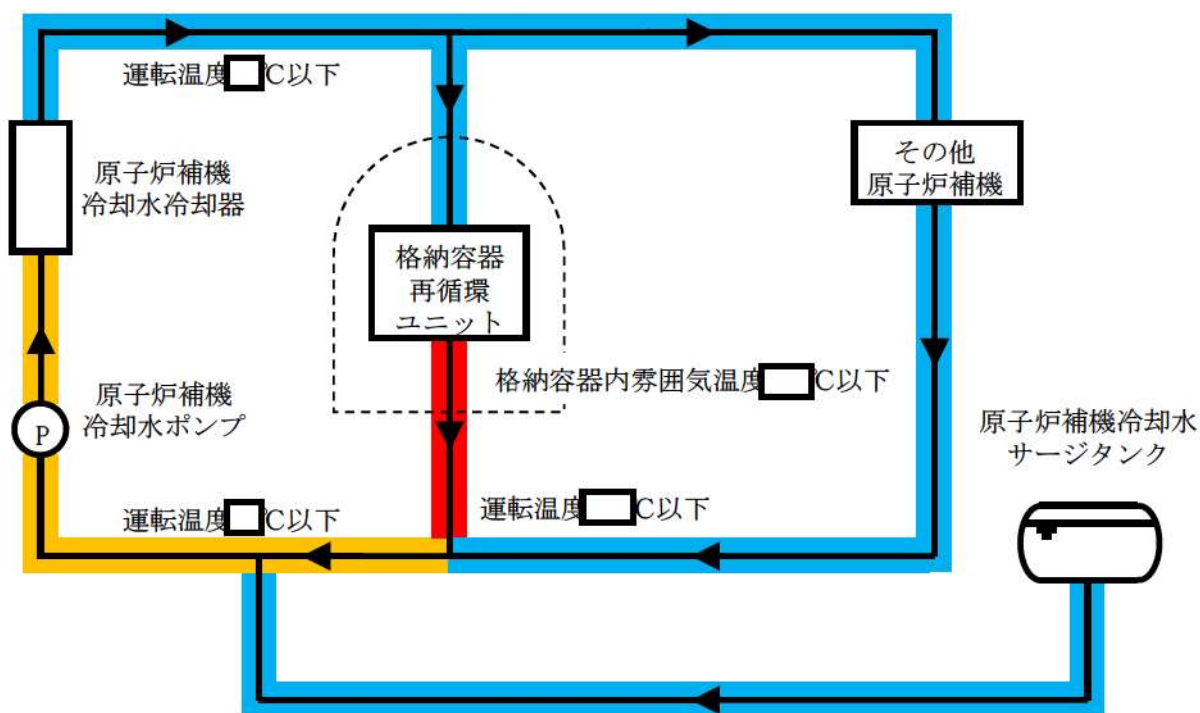 運転温度 ℃以下
原子炉補機
冷却水冷却器
その他
原子炉補機
格納容器
再循環
ユニット
格納容器内雰囲気温度 ℃以下
原子炉補機
冷却水ポンプ
P
原子炉補機冷却水
サージタンク
運転温度 ℃以下
運転温度 ℃以下